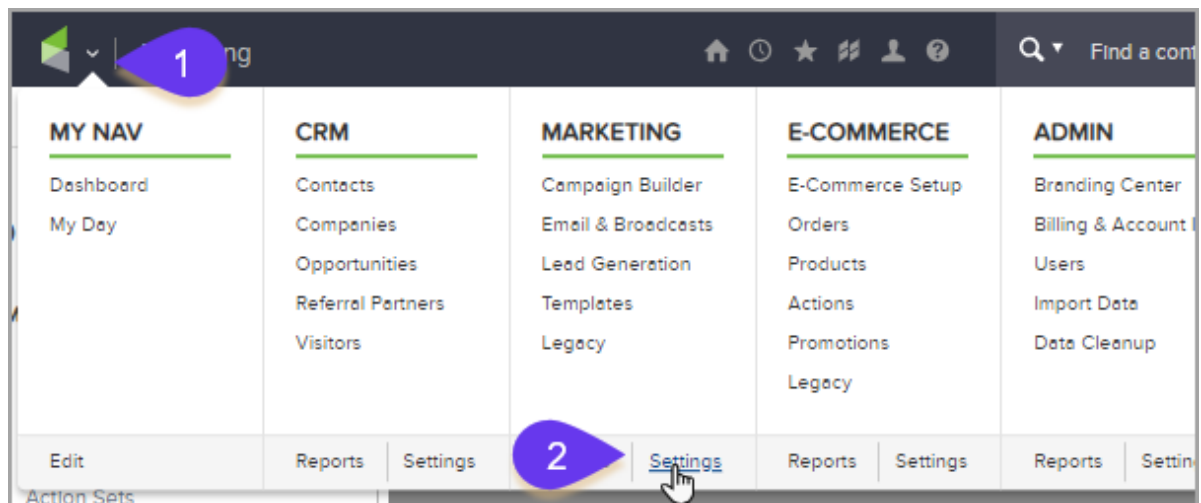 1
Find a cont
MY NAV
Dashboard
My Day
Edit
CRM
Contacts
Companies
Opportunities
Referral Partners
Visitors
Reports Settings
MARKETING
Campaign Builder
Email & Broadcasts
Lead Generation
Templates
Legacy
2 Settings
E-COMMERCE
E-Commerce Setup
Orders
Products
Actions
Promotions
Legacy
Reports Settings
ADMIN
Branding Center
Billing & Account
Users
Import Data
Data Cleanup
Reports Settin
Action Sets